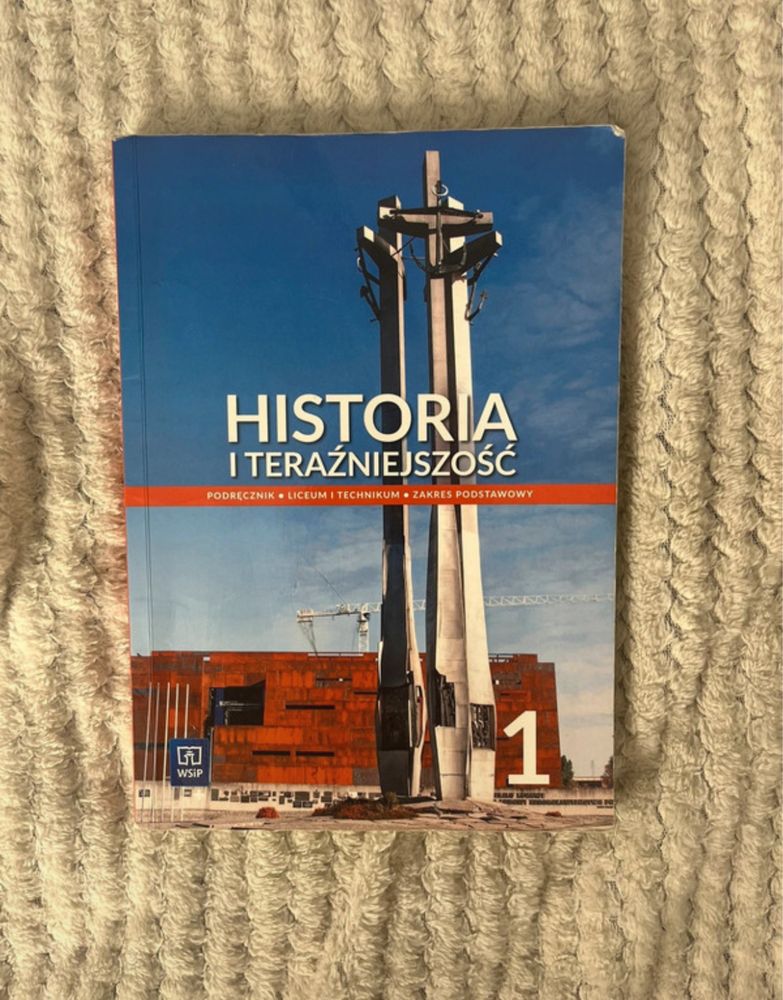 HISTORIA
I TERAŹNIEJSZOŚĆ
PODRĘCZNIK • LICEUM I TECHNIKUM • ZAKRES PODSTAWOWY
1
WSiP